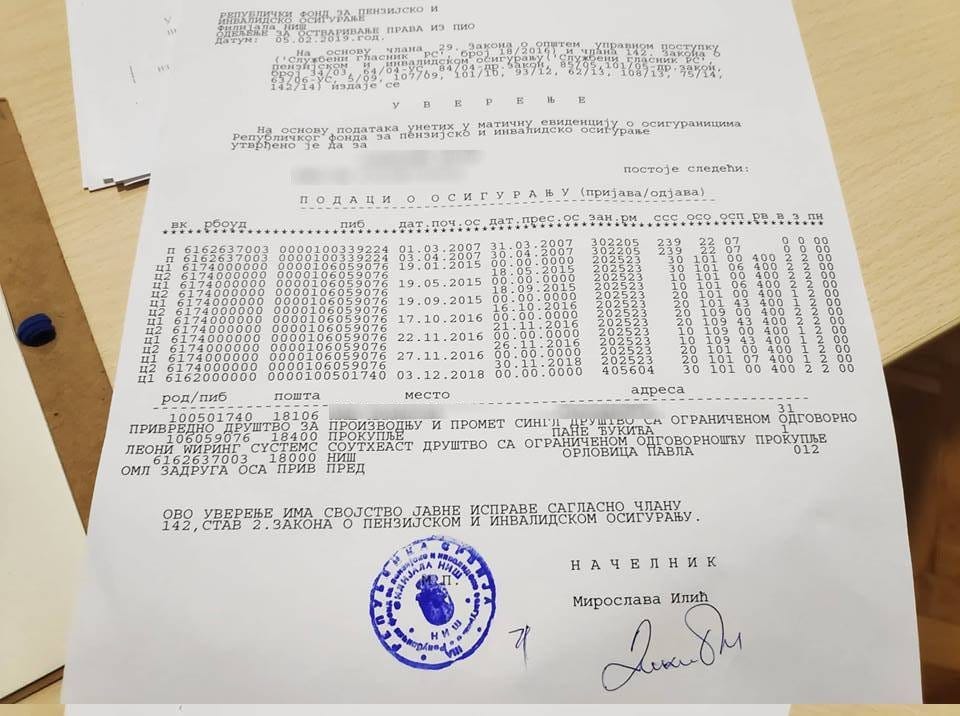 РЕПУБЛИЧКИ ФОНД ЗА ПЕНЗИЈСКО И
ИНВАЛИДСКО ОСИГУРАЊЕ
Филијала НИШ
ОДЕЉЕЊЕ ЗА ОСТВАРИВАЊЕ ПРАВА ИЗ ПИО
Датум: 05.02.2019.год.
На основу члана 29. Закона о општем управном поступку
('Службени гласник РС', број 18/2016) и члана 142. Закона о
пензијском и инвалидском осигурању('Службени гласник РС',
број 34/03, 64/04-УС, 84/04-др.закон, 85/05,101/05-др.закон,
63/06-УС, 5/09, 107/09, 101/10, 93/12, 62/13, 108/13, 75/14,
142/14) издаје се
У В Е Р Е Њ Е
На основу података унетих у матичну евиденцију о осигураницима
Републичког фонда за пензијско и инвалидско осигурање
утврђено је да за
постоје следећи:
П О Д А Ц И О О С И Г У Р А Њ У (пријава/одјава)
вк рбоуд пиб дат.поч.ос дат.прес.ос зан.рм ссс осо осп рв в з пн
п 6162637003 0000100339224 01.03.2007 31.03.2007 302205 239 22 07 0 0 00
п 6162637003 0000100339224 03.04.2007 30.04.2007 302205 239 22 07 0 0 00
ц1 6174000000 0000106059076 19.01.2015 00.00.0000 202523 30 101 00 400 2 2 00
ц2 6174000000 0000106059076 18.05.2015 202523 30 101 06 400 2 2 00
ц1 6174000000 0000106059076 19.05.2015 00.00.0000 202523 10 101 00 400 2 2 00
ц2 6174000000 0000106059076 18.09.2015 202523 10 101 06 400 2 2 00
ц1 6174000000 0000106059076 19.09.2015 00.00.0000 202523 20 101 00 400 1 2 00
ц2 6174000000 0000106059076 16.10.2016 202523 20 101 43 400 1 2 00
ц1 6174000000 0000106059076 17.10.2016 00.00.0000 202523 20 109 00 400 2 2 00
ц2 6174000000 0000106059076 21.11.2016 202523 20 109 43 400 2 2 00
ц1 6174000000 0000106059076 22.11.2016 00.00.0000 202523 10 109 00 400 1 2 00
ц2 6174000000 0000106059076 26.11.2016 202523 10 109 43 400 1 2 00
ц1 6174000000 0000106059076 27.11.2016 00.00.0000 202523 20 101 00 400 1 2 00
ц2 6174000000 0000106059076 30.11.2018 202523 20 101 07 400 1 2 00
ц1 6162000000 0000100501740 03.12.2018 00.00.0000 405604 30 101 00 400 2 2 00
род/пиб пошта место адреса
100501740 18106 31
ПРИВРЕДНО ДРУШТВО ЗА ПРОИЗВОДЊУ И ПРОМЕТ СИНГЛ ДРУШТВО СА ОГРАНИЧЕНОМ ОДГОВОРНО
106059076 18400 ПРОКУПЉЕ ПАНЕ ЂУКИЋА 1
ЛЕОНИ WИРИНГ СYСТЕМС СОУТХЕАСТ ДРУШТВО СА ОГРАНИЧЕНОМ ОДГОВОРНОШЋУ ПРОКУПЉЕ
6162637003 18000 НИШ ОРЛОВИЦА ПАВЛА 012
ОМЛ ЗАДРУГА ОСА ПРИВ ПРЕД
ОВО УВЕРЕЊЕ ИМА СВОЈСТВО ЈАВНЕ ИСПРАВЕ САГЛАСНО ЧЛАНУ
142,СТАВ 2.ЗАКОНА О ПЕНЗИЈСКОМ И ИНВАЛИДСКОМ ОСИГУРАЊУ.
Н А Ч Е Л Н И К
М.П.
РЕПУБЛИКА СРБИЈА
ФИЛИЈАЛА НИШ
Мирослава Илић